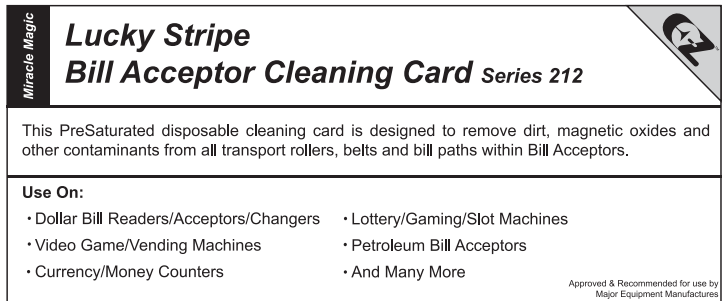 Miracle Magic
Lucky Stripe
Bill Acceptor Cleaning Card Series 212
This PreSaturated disposable cleaning card is designed to remove dirt, magnetic oxides and
other contaminants from all transport rollers, belts and bill paths within Bill Acceptors.
Use On:
· Dollar Bill Readers/Acceptors/Changers
· Video Game/Vending Machines
· Currency/Money Counters
· Lottery/Gaming/Slot Machines
· Petroleum Bill Acceptors
· And Many More
Approved & Recommended for use by
Major Equipment Manufactures